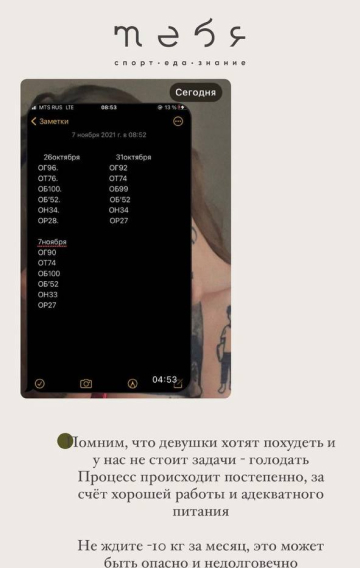 тебя
спорт·еда·знание
Сегодня
MTS RUS LTE 08:53 @ 13 %
Заметки
7 ноября 2021 г. в 08:52
26октября 31октября
ОГ96. ОГ92
ОТ76. ОТ74
ОБ100. ОБ99
ОБ'52. ОБ'52
ОН34. ОН34
ОР28. ОР27
7ноября
ОГ90
ОТ74
ОБ100
ОБ'52
ОН33
ОР27
04:53
Помним, что девушки хотят похудеть и
у нас не стоит задачи - голодать
Процесс происходит постепенно, за
счёт хорошей работы и адекватного
питания
Не ждите -10 кг за месяц, это может
быть опасно и недолговечно